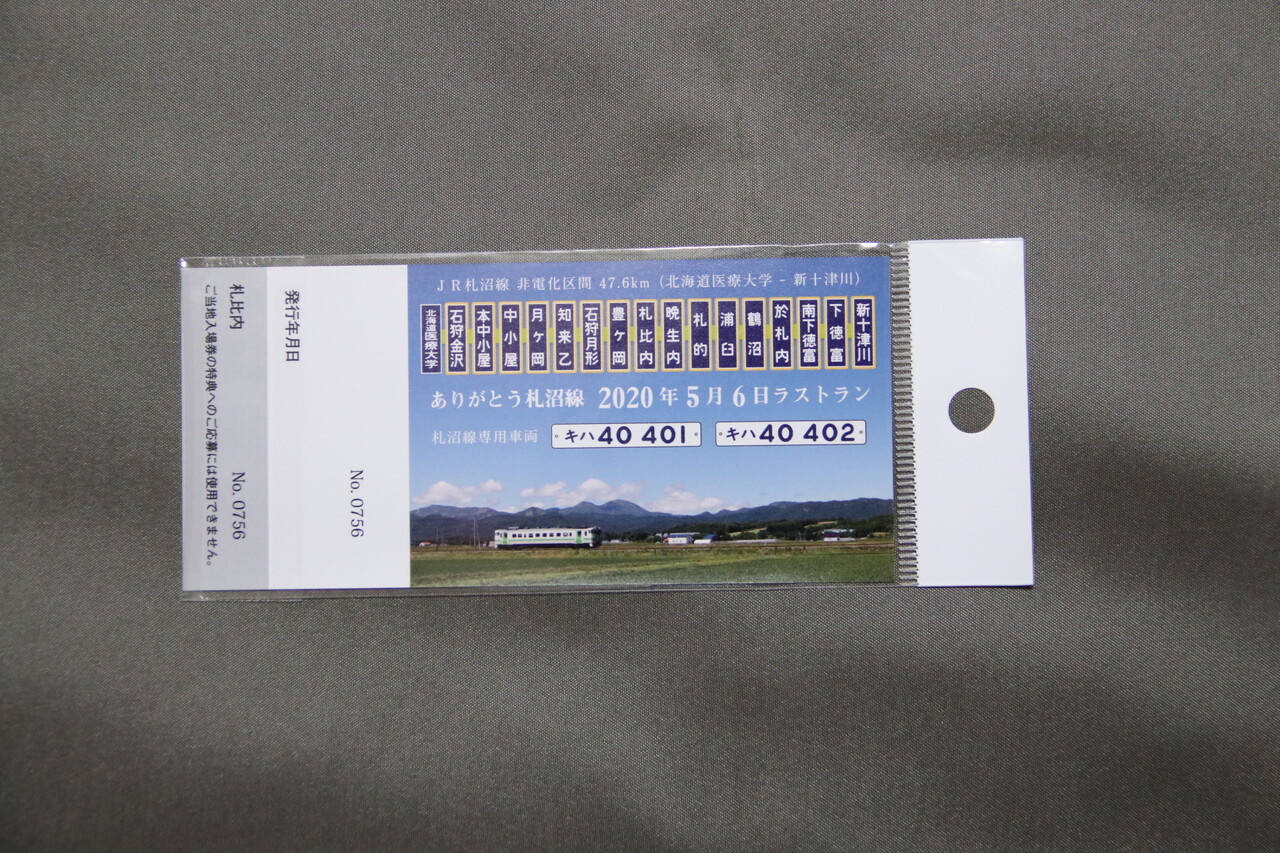 JR札沼線 非電化区間 47.6km (北海道医療大学 - 新十津川)
北海道医療大学 石狩金沢 本中小屋 中小屋 月ヶ岡 知来乙 石狩月形 豊ヶ岡 札比内 晩生内 札的 浦臼 鶴沼 於札内 南下徳富 下徳富 新十津川
ありがとう札沼線 2020年5月6日ラストラン
札沼線専用車両 キハ40 401 キハ40 402
発行年月日
No. 0756
札比内 No. 0756
ご当地入場券の特典へのご応募には使用できません。